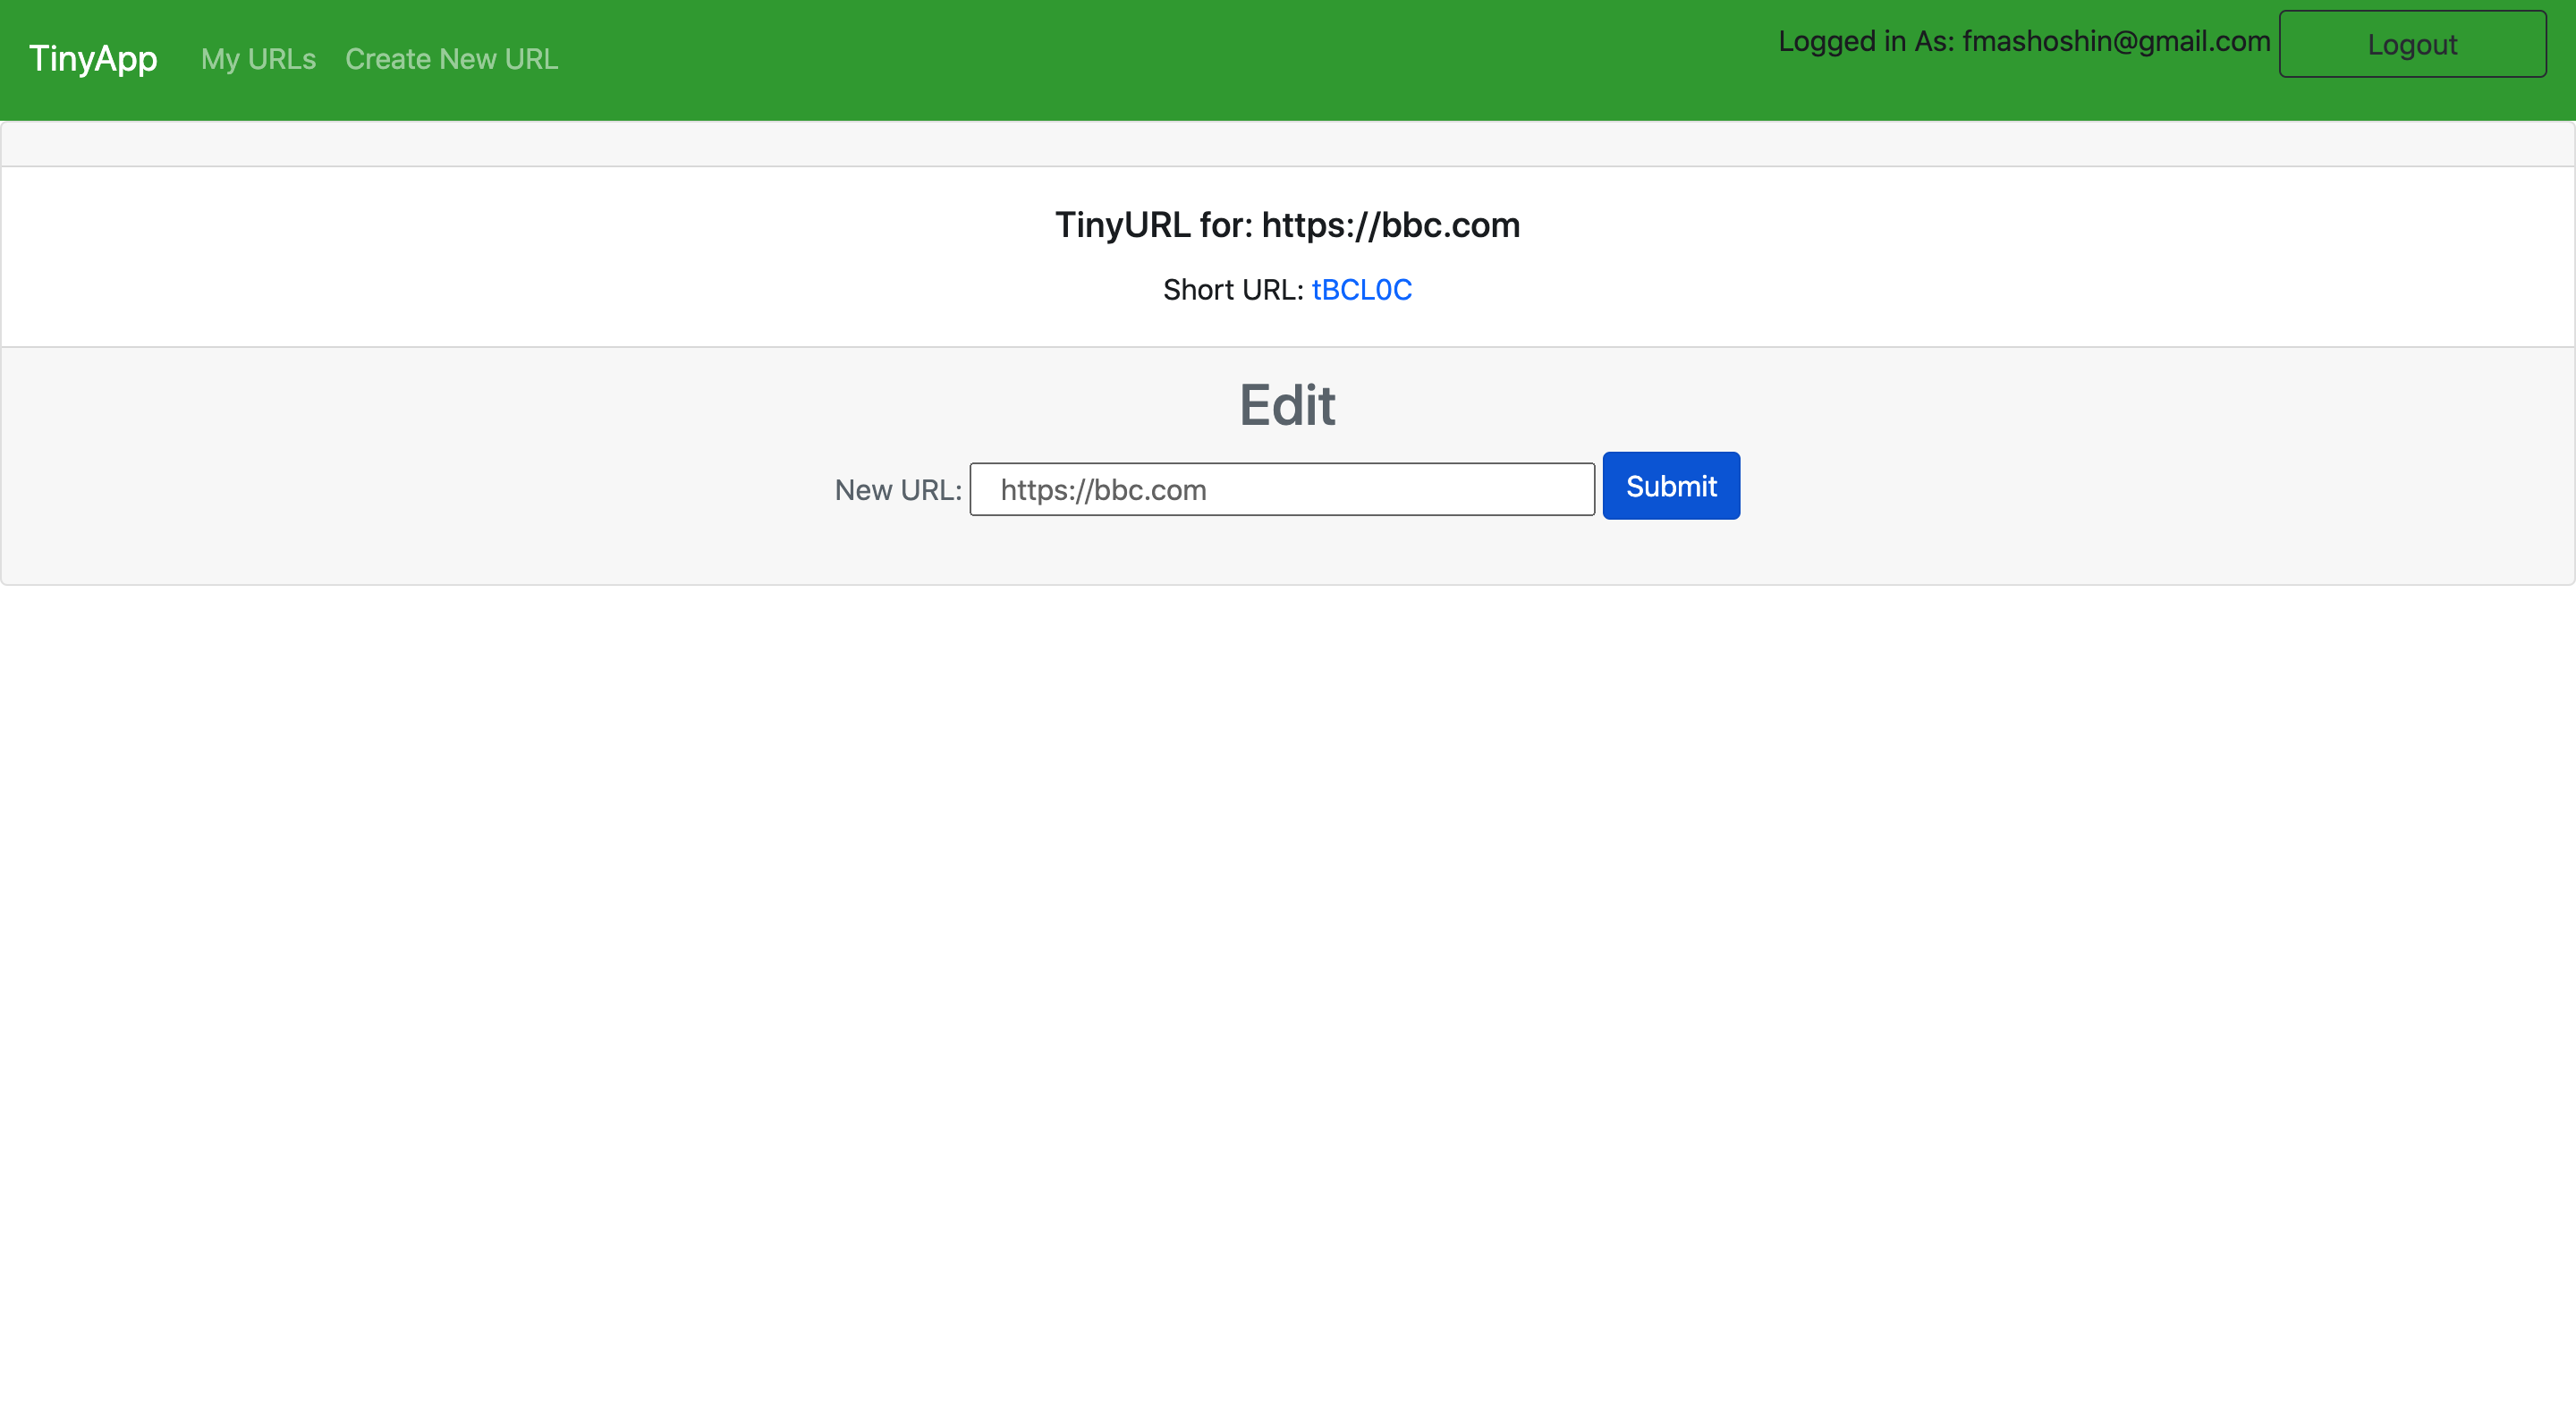 TinyApp My URLs Create New URL Logged in As: fmashoshin@gmail.com Logout
TinyURL for: https://bbc.com
Short URL: tBCL0C
Edit
New URL: https://bbc.com Submit